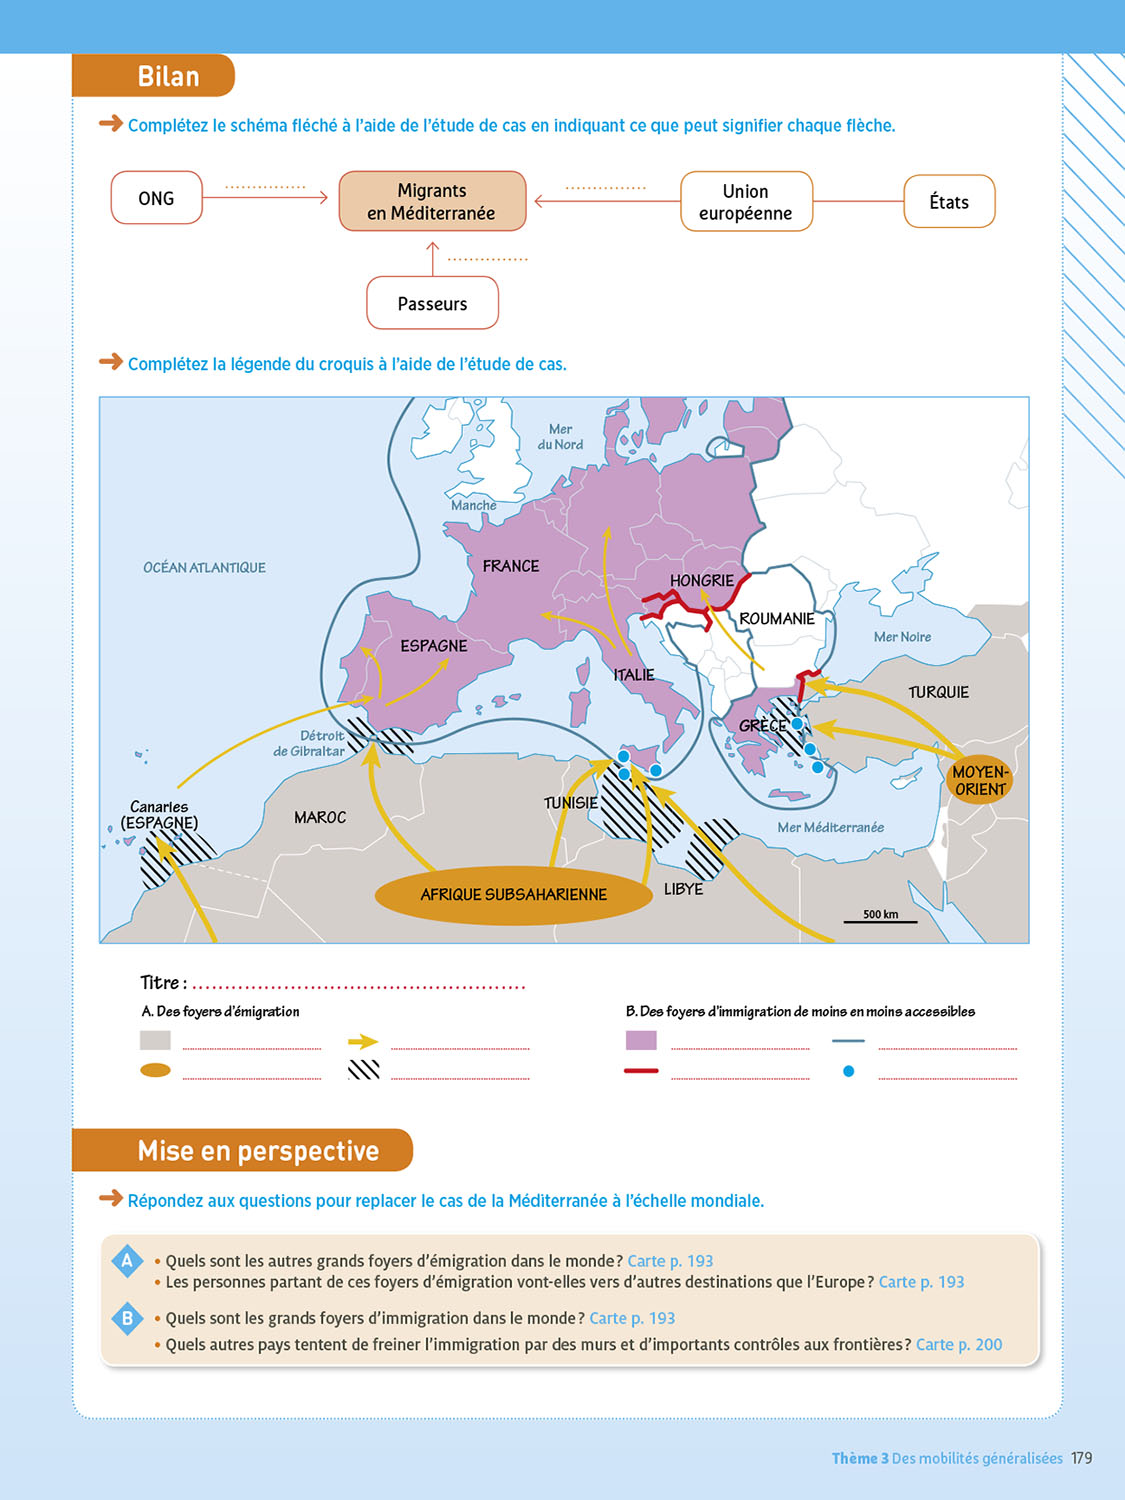 Bilan
➔ Complétez le schéma fléché à l'aide de l'étude de cas en indiquant ce que peut signifier chaque flèche.
ONG
Migrants
en Méditerranée
Union
européenne
États
Passeurs
➔ Complétez la légende du croquis à l'aide de l'étude de cas.
Mer
du Nord
Manche
OCÉAN ATLANTIQUE
FRANCE
HONGRIE
ROUMANIE
Mer Noire
ESPAGNE
ITALIE
TURQUIE
GRÈCE
Détroit
de Gibraltar
MOYEN-
ORIENT
Canaries
(ESPAGNE)
MAROC
TUNISIE
Mer Méditerranée
AFRIQUE SUBSAHARIENNE
LIBYE
500 km
Titre : ................................................
A. Des foyers d'émigration
B. Des foyers d'immigration de moins en moins accessibles
Mise en perspective
➔ Répondez aux questions pour replacer le cas de la Méditerranée à l'échelle mondiale.
A • Quels sont les autres grands foyers d'émigration dans le monde ? Carte p. 193
• Les personnes partant de ces foyers d'émigration vont-elles vers d'autres destinations que l'Europe ? Carte p. 193
B • Quels sont les grands foyers d'immigration dans le monde ? Carte p. 193
• Quels autres pays tentent de freiner l'immigration par des murs et d'importants contrôles aux frontières ? Carte p. 200
Thème 3 Des mobilités généralisées 179